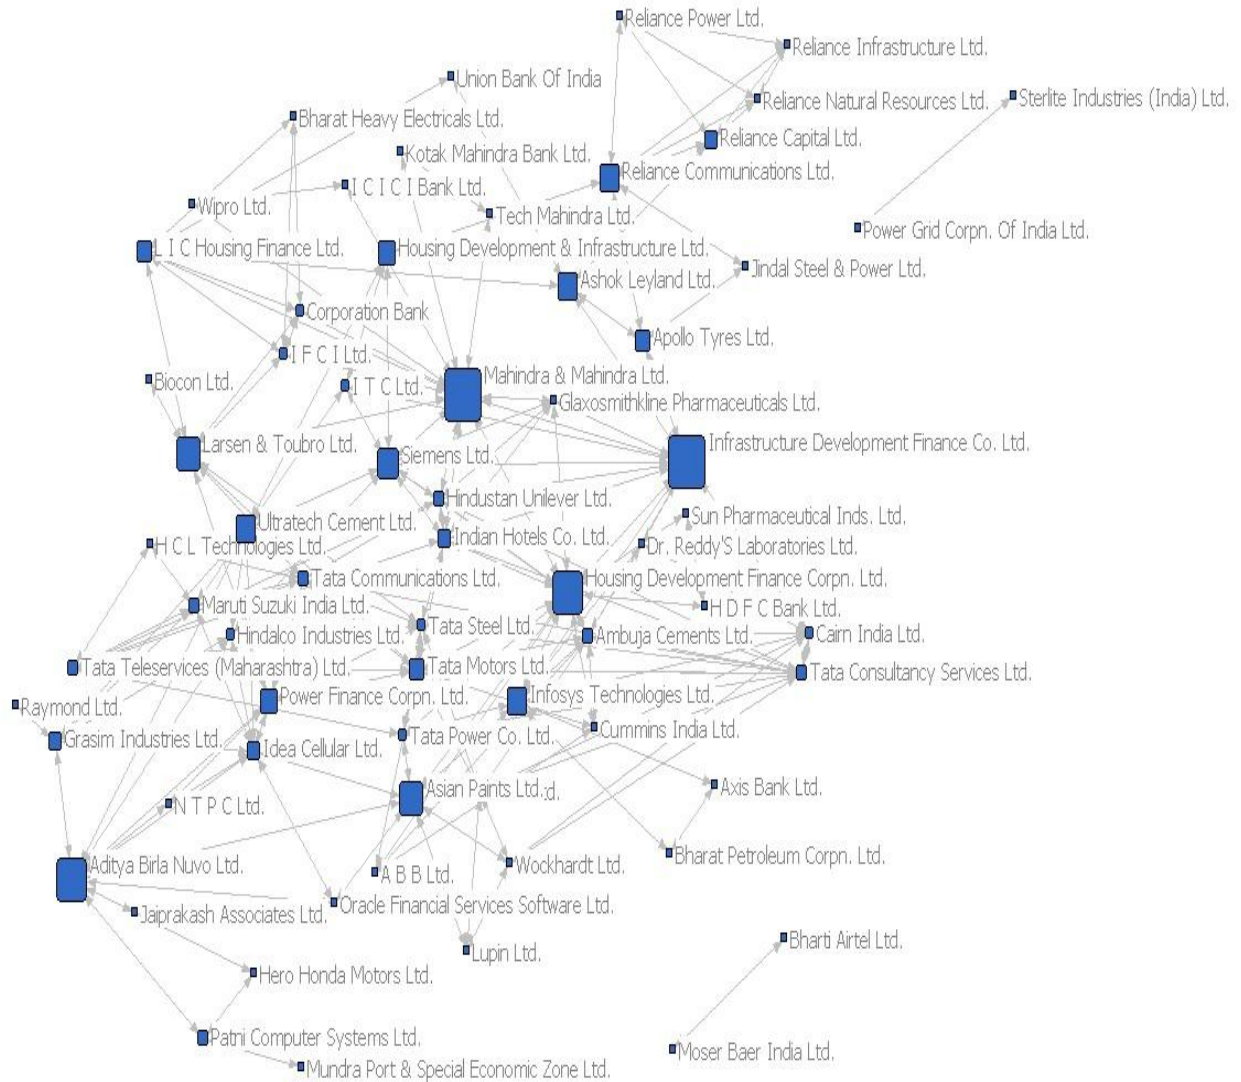 Reliance Power Ltd.
Reliance Infrastructure Ltd.
Union Bank Of India
Sterlite Industries (India) Ltd.
Reliance Natural Resources Ltd.
Bharat Heavy Electricals Ltd.
Reliance Capital Ltd.
Kotak Mahindra Bank Ltd.
Reliance Communications Ltd.
I C I C I Bank Ltd.
Wipro Ltd.
Tech Mahindra Ltd.
Power Grid Corpn. Of India Ltd.
L I C Housing Finance Ltd.
Housing Development & Infrastructure Ltd.
Jindal Steel & Power Ltd.
Ashok Leyland Ltd.
Corporation Bank
Apollo Tyres Ltd.
I F C I Ltd.
Mahindra & Mahindra Ltd.
Biocon Ltd.
I T C Ltd.
Glaxosmithkline Pharmaceuticals Ltd.
Larsen & Toubro Ltd.
Infrastructure Development Finance Co. Ltd.
Siemens Ltd.
Hindustan Unilever Ltd.
Sun Pharmaceutical Inds. Ltd.
Ultratech Cement Ltd.
Indian Hotels Co. Ltd.
H C L Technologies Ltd.
Dr. Reddy'S Laboratories Ltd.
Tata Communications Ltd.
Housing Development Finance Corpn. Ltd.
Maruti Suzuki India Ltd.
H D F C Bank Ltd.
Hindalco Industries Ltd.
Tata Steel Ltd.
Ambuja Cements Ltd.
Cairn India Ltd.
Tata Teleservices (Maharashtra) Ltd.
Tata Motors Ltd.
Tata Consultancy Services Ltd.
Power Finance Corpn. Ltd.
Infosys Technologies Ltd.
Raymond Ltd.
Cummins India Ltd.
Grasim Industries Ltd.
Tata Power Co. Ltd.
Idea Cellular Ltd.
Axis Bank Ltd.
Asian Paints Ltd.
N T P C Ltd.
Bharat Petroleum Corpn. Ltd.
Aditya Birla Nuvo Ltd.
Wockhardt Ltd.
A B B Ltd.
Oracle Financial Services Software Ltd.
Jaiprakash Associates Ltd.
Bharti Airtel Ltd.
Lupin Ltd.
Hero Honda Motors Ltd.
Patni Computer Systems Ltd.
Moser Baer India Ltd.
Mundra Port & Special Economic Zone Ltd.